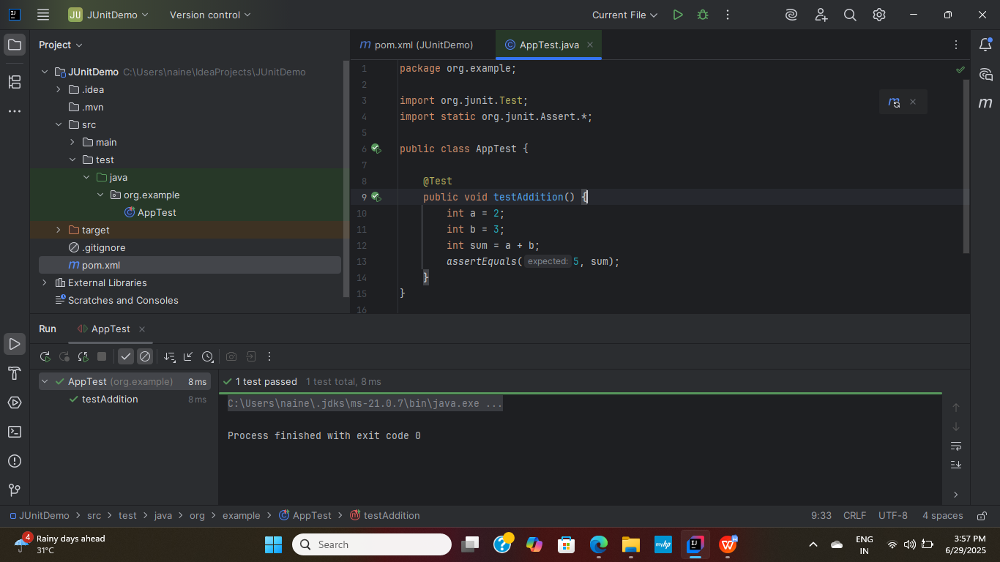 JU JUnitDemo Version control Current File
Project
pom.xml (JUnitDemo) AppTest.java
JUnitDemo C:\Users\naine\IdeaProjects\JUnitDemo
.idea
.mvn
src
main
test
java
org.example
AppTest
target
.gitignore
pom.xml
External Libraries
Scratches and Consoles
1 package org.example;
2
3 import org.junit.Test;
4 import static org.junit.Assert.*;
5
6 public class AppTest {
7
8 @Test
9 public void testAddition() {
10 int a = 2;
11 int b = 3;
12 int sum = a + b;
13 assertEquals( expected: 5, sum);
14 }
15 }
16
Run AppTest
AppTest (org.example) 8 ms
testAddition 8 ms
1 test passed 1 test total, 8 ms
C:\Users\naine\.jdks\ms-21.0.7\bin\java.exe ...
Process finished with exit code 0
JUnitDemo > src > test > java > org > example > AppTest > testAddition 9:33 CRLF UTF-8 4 spaces
4 Rainy days ahead
31°C
Search
myhp
ENG
IN
3:57 PM
6/29/2025